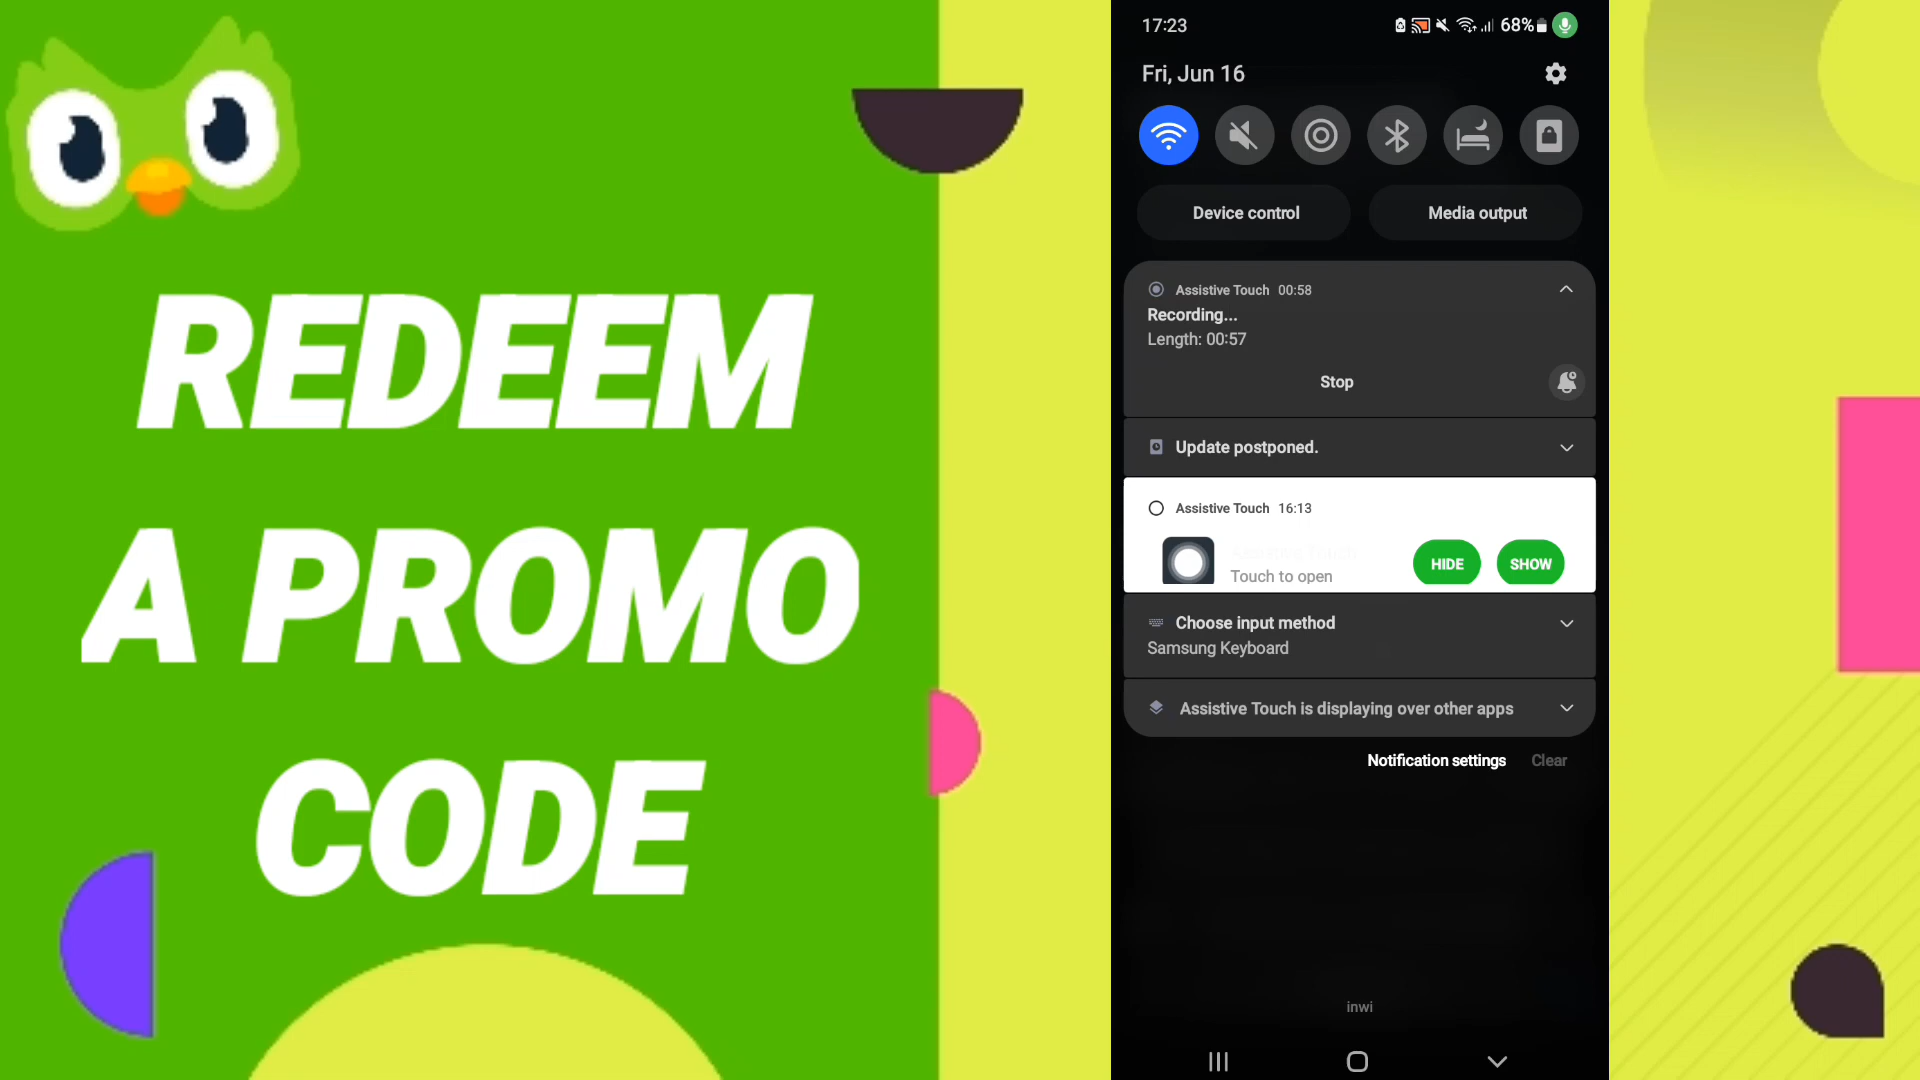 REDEEM
A PROMO
CODE
17:23
68%
Fri, Jun 16
Device control
Media output
Assistive Touch 00:58
Recording...
Length: 00:57
Stop
Update postponed.
Assistive Touch 16:13
Assistive Touch
Touch to open
HIDE
SHOW
Choose input method
Samsung Keyboard
Assistive Touch is displaying over other apps
Notification settings
Clear
inwi